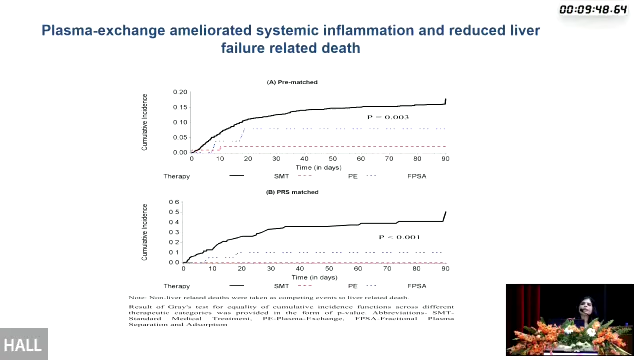 00:09:48.64
Plasma-exchange ameliorated systemic inflammation and reduced liver
failure related death
(A) Pre-matched
Cumulative Incidence
0.20
0.15
0.10
0.05
0.00
0 10 20 30 40 50 60 70 80 90
P = 0.003
Time (in days)
Therapy SMT PE FPSA
(B) PRS matched
Cumulative Incidence
0.6
0.5
0.4
0.3
0.2
0.1
0.0
0 10 20 30 40 50 60 70 80 90
P < 0.001
Time (in days)
Therapy SMT PE FPSA
Note: Non-liver related deaths were taken as competing events to liver related death
Result of Gray's test for equality of cumulative incidence functions across different
therapeutic categories was provided in the form of p-value. Abbreviations- SMT-
Standard Medical Treatment, PE-Plasma-Exchange, FPSA-Fractional Plasma
Separation and Adsorption
HALL